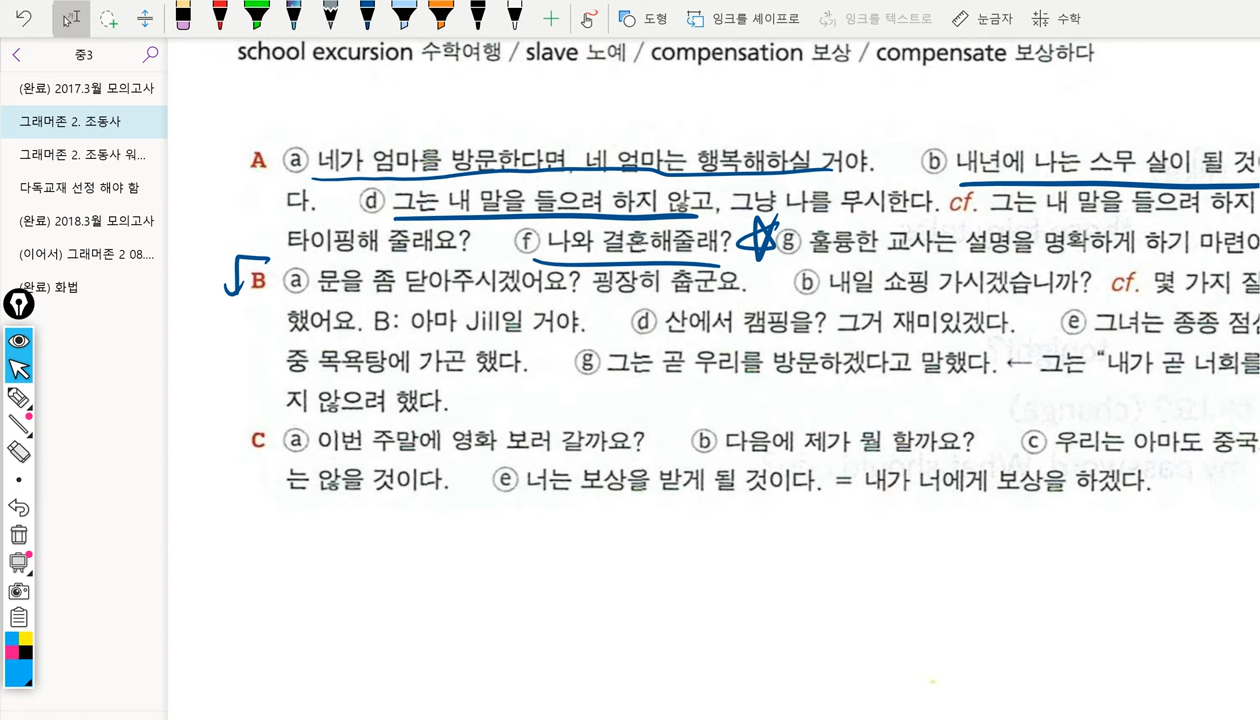 도형 잉크를 셰이프로 잉크를 텍스트로 눈금자 수학
중3
(완료) 2017.3월 모의고사
그래머존 2. 조동사
그래머존 2. 조동사 워...
다독교재 선정 해야 함
(완료) 2018.3월 모의고사
(이어서) 그래머존 2 08....
(완료) 화법
school excursion 수학여행 / slave 노예 / compensation 보상 / compensate 보상하다
A ⓐ 네가 엄마를 방문한다면, 네 엄마는 행복해하실 거야. ⓑ 내년에 나는 스무 살이 될 것
다. ⓓ 그는 내 말을 들으려 하지 않고, 그냥 나를 무시한다. cf. 그는 내 말을 들으려 하지
타이핑해 줄래요? ⓕ 나와 결혼해줄래? ⓖ 훌륭한 교사는 설명을 명확하게 하기 마련이
B ⓐ 문을 좀 닫아주시겠어요? 굉장히 춥군요. ⓑ 내일 쇼핑 가시겠습니까? cf. 몇 가지 질
했어요. B: 아마 Jill일 거야. ⓓ 산에서 캠핑을? 그거 재미있겠다. ⓔ 그녀는 종종 점심
중 목욕탕에 가곤 했다. ⓖ 그는 곧 우리를 방문하겠다고 말했다. ← 그는 “내가 곧 너희를
지 않으려 했다.
C ⓐ 이번 주말에 영화 보러 갈까요? ⓑ 다음에 제가 뭘 할까요? ⓒ 우리는 아마도 중국
는 않을 것이다. ⓔ 너는 보상을 받게 될 것이다. = 내가 너에게 보상을 하겠다.